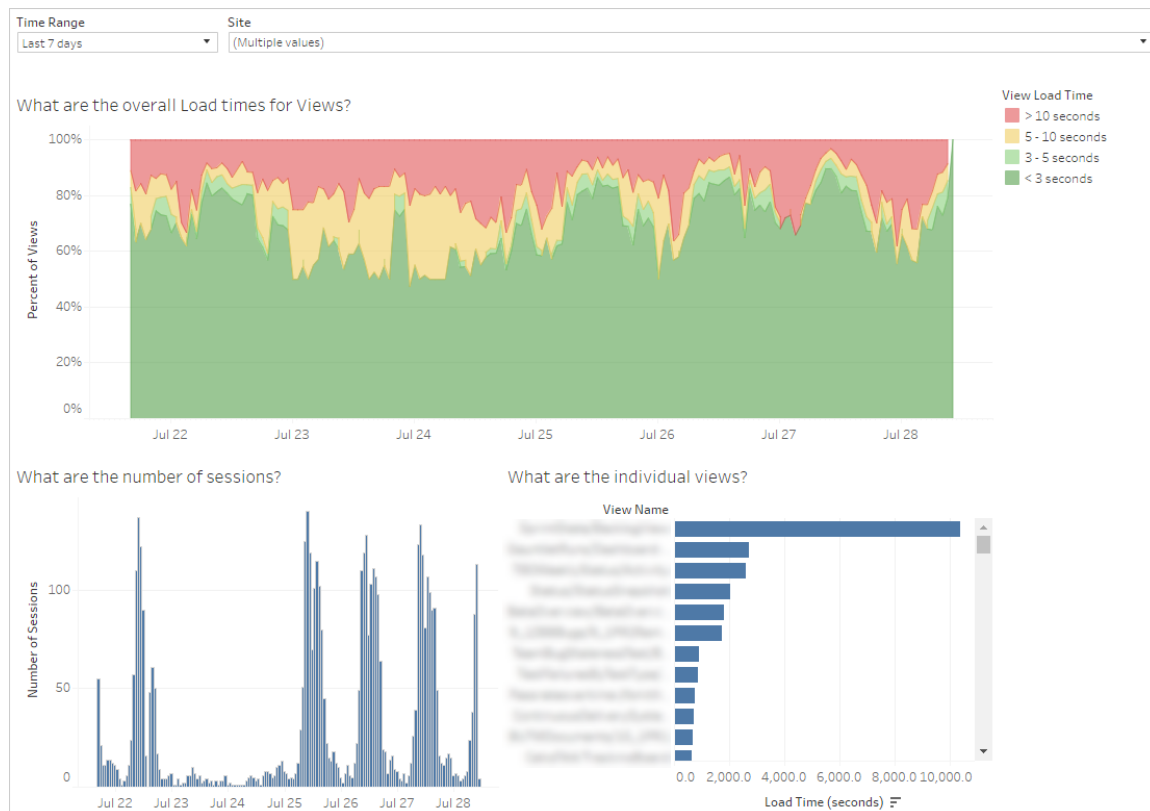 Time Range
Site
Last 7 days
(Multiple values)
What are the overall Load times for Views?
View Load Time
> 10 seconds
5 - 10 seconds
3 - 5 seconds
< 3 seconds
Percent of Views
100%
80%
60%
40%
20%
0%
Jul 22 Jul 23 Jul 24 Jul 25 Jul 26 Jul 27 Jul 28
What are the number of sessions?
Number of Sessions
100
50
0
Jul 22 Jul 23 Jul 24 Jul 25 Jul 26 Jul 27 Jul 28
What are the individual views?
View Name
0.0 2,000.0 4,000.0 6,000.0 8,000.0 10,000.0
Load Time (seconds)